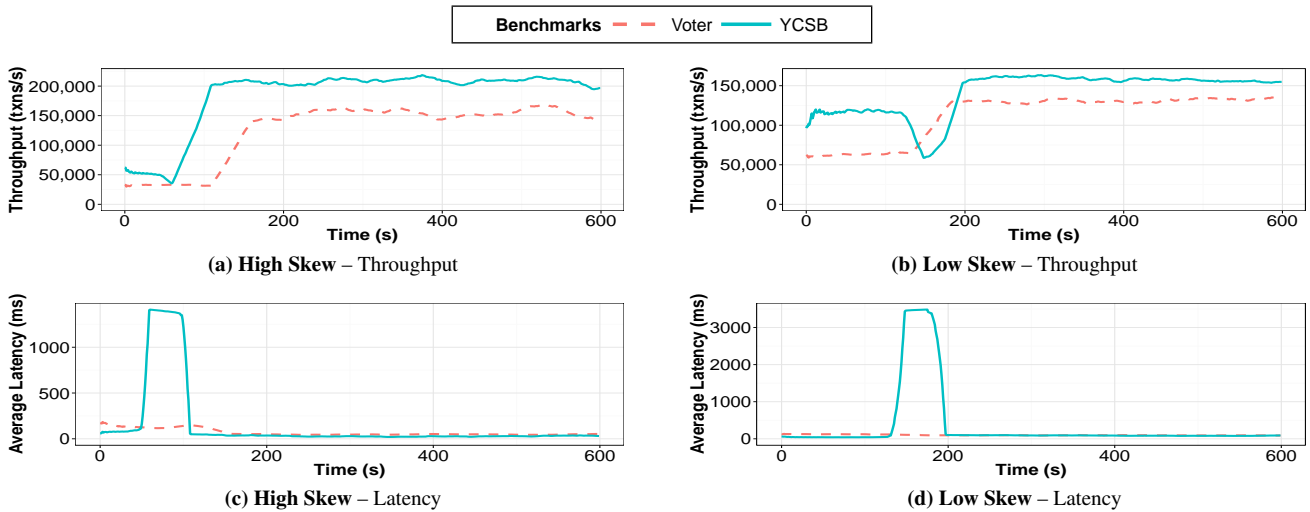 Benchmarks Voter YCSB
Throughput (txns/s)
200,000
150,000
100,000
50,000
0
0 200 400 600
Time (s)
(a) High Skew – Throughput
Throughput (txns/s)
150,000
100,000
50,000
0
0 200 400 600
Time (s)
(b) Low Skew – Throughput
Average Latency (ms)
1000
500
0
0 200 400 600
Time (s)
(c) High Skew – Latency
Average Latency (ms)
3000
2000
1000
0
0 200 400 600
Time (s)
(d) Low Skew – Latency